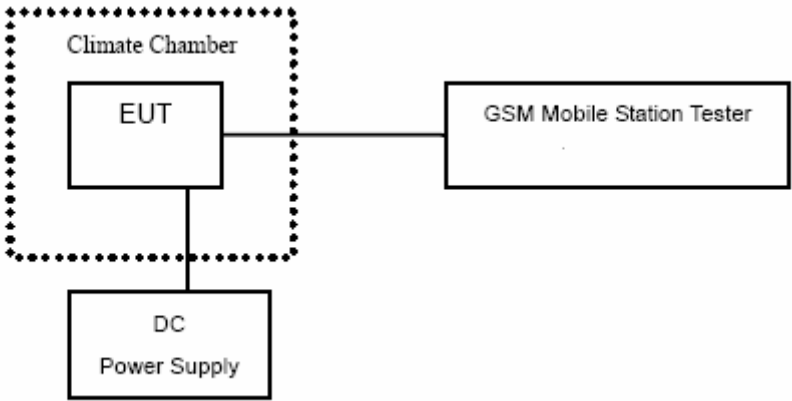 Climate Chamber
EUT
GSM Mobile Station Tester
DC
Power Supply